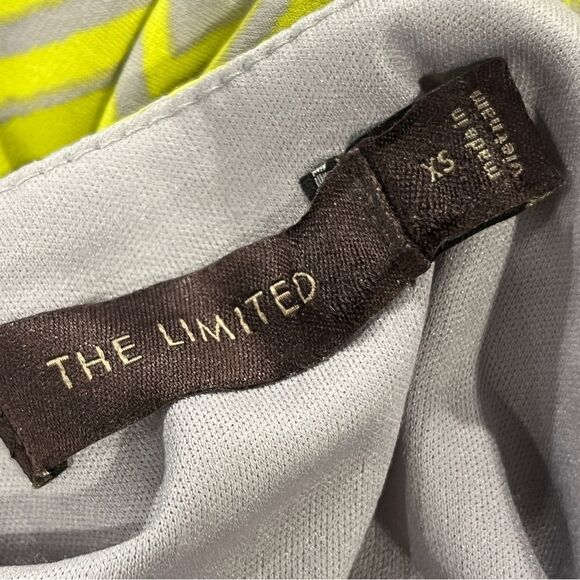 THE LIMITED
XS
made in
vietnam